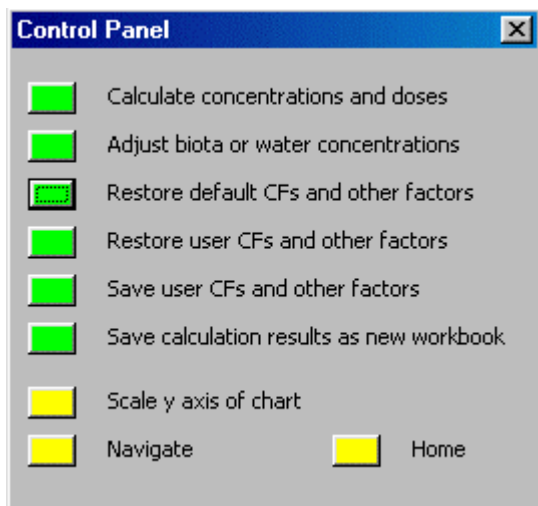 Control Panel
Calculate concentrations and doses
Adjust biota or water concentrations
Restore default CFs and other factors
Restore user CFs and other factors
Save user CFs and other factors
Save calculation results as new workbook
Scale y axis of chart
Navigate Home